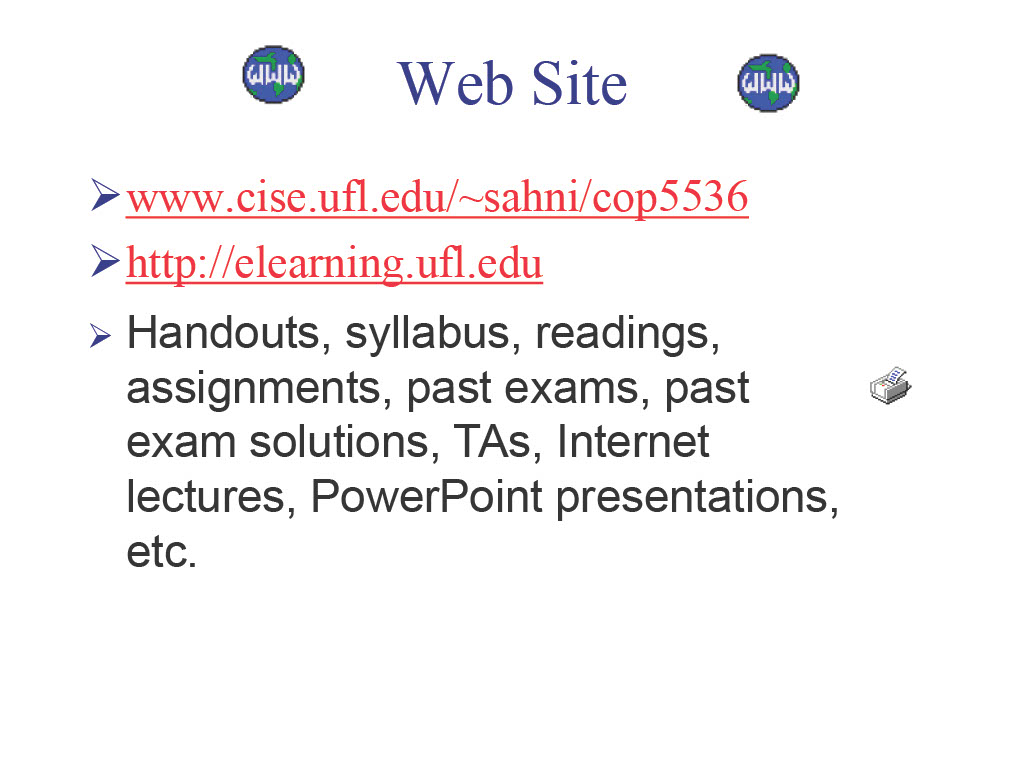 www Web Site www
www.cise.ufl.edu/~sahni/cop5536
http://elearning.ufl.edu
Handouts, syllabus, readings,
assignments, past exams, past
exam solutions, TAs, Internet
lectures, PowerPoint presentations,
etc.